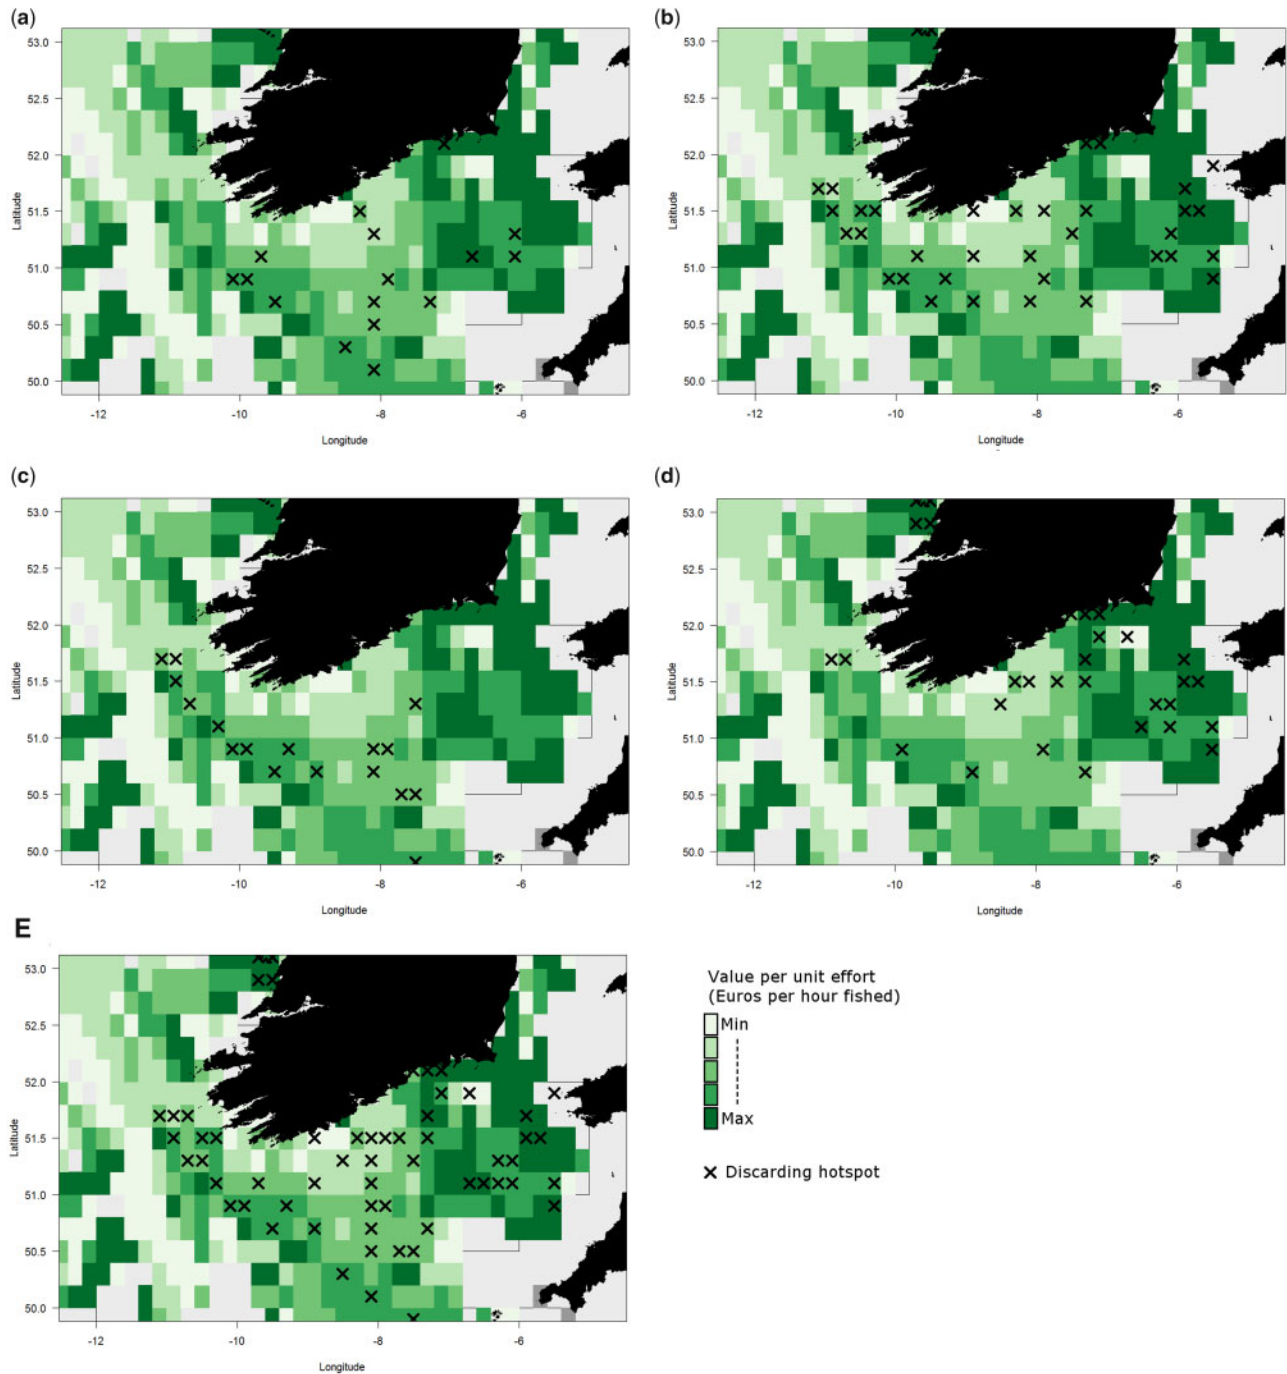 (a)
53.0
52.5
52.0
51.5
51.0
50.5
50.0
Latitude
-12 -10 -8 -6
Longitude
(b)
53.0
52.5
52.0
51.5
51.0
50.5
50.0
Latitude
-12 -10 -8 -6
Longitude
(c)
53.0
52.5
52.0
51.5
51.0
50.5
50.0
Latitude
-12 -10 -8 -6
Longitude
(d)
53.0
52.5
52.0
51.5
51.0
50.5
50.0
Latitude
-12 -10 -8 -6
Longitude
E
53.0
52.5
52.0
51.5
51.0
50.5
50.0
Latitude
-12 -10 -8 -6
Longitude
Value per unit effort
(Euros per hour fished)
Min
Max
Discarding hotspot